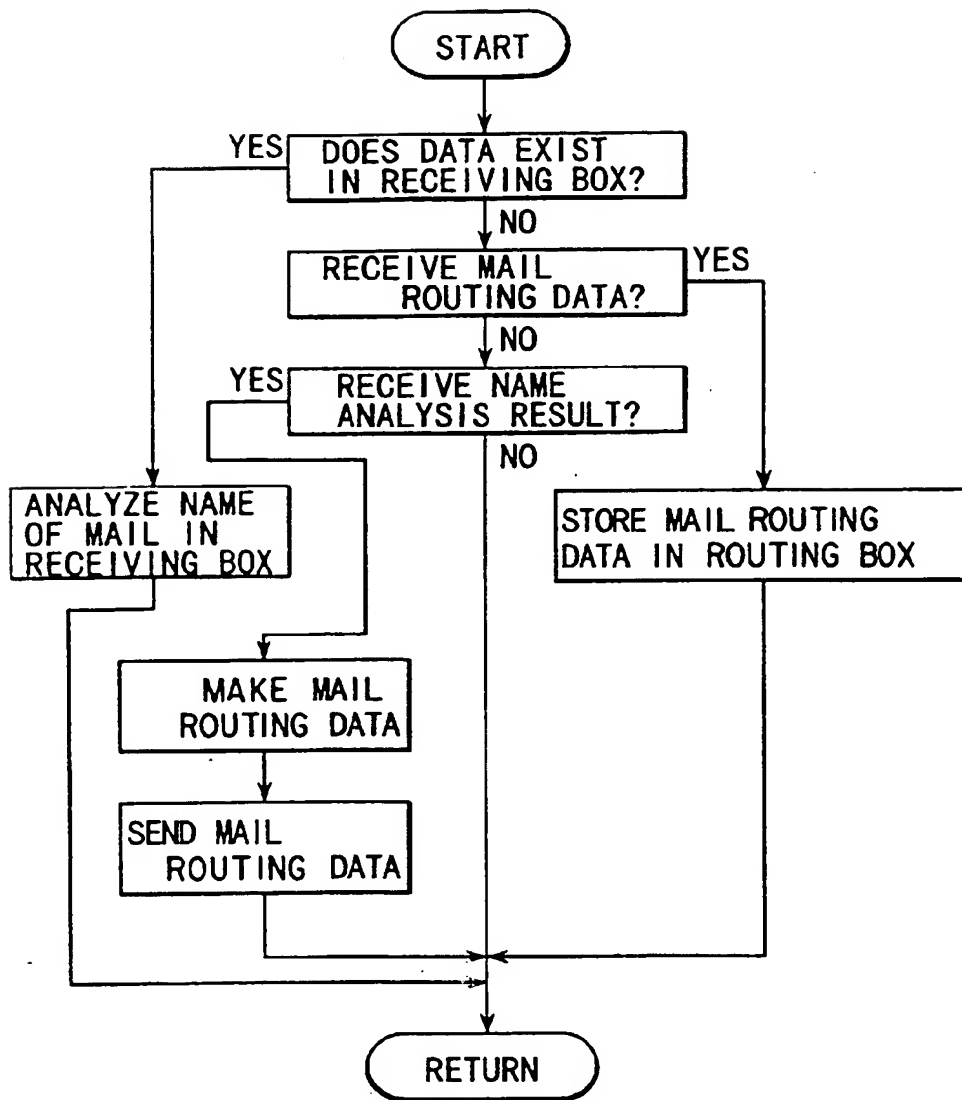 START
YES
DOES DATA EXIST
IN RECEIVING BOX?
NO
RECEIVE MAIL
ROUTING DATA?
YES
NO
YES
RECEIVE NAME
ANALYSIS RESULT?
NO
ANALYZE NAME
OF MAIL IN
RECEIVING BOX
STORE MAIL ROUTING
DATA IN ROUTING BOX
MAKE MAIL
ROUTING DATA
SEND MAIL
ROUTING DATA
RETURN